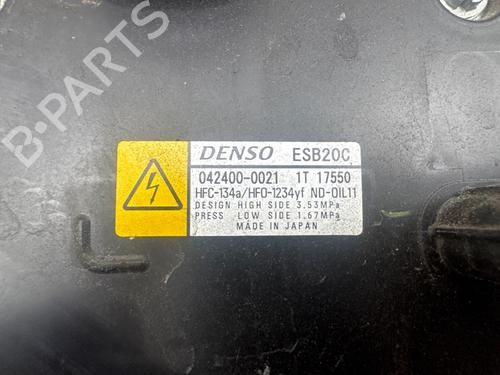 DENSO ESB20C
042400-0021 1T 17550
HFC-134a/HFO-1234yf ND-OIL11
DESIGN HIGH SIDE 3.53MPa
PRESS LOW SIDE 1.67MPa
MADE IN JAPAN
B-PARTS